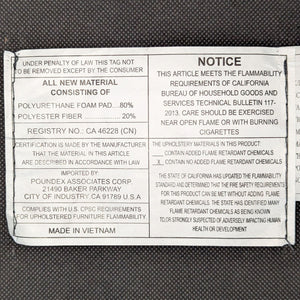 UNDER PENALTY OF LAW THIS TAG NOT
TO BE REMOVED EXCEPT BY THE CONSUMER
ALL NEW MATERIAL
CONSISTING OF
POLYURETHANE FOAM PAD...80%
POLYESTER FIBER 20%
REGISTRY NO.: CA 46228 (CN)
CERTIFICATION IS MADE BY THE MANUFACTURER
THAT THE MATERIAL IN THIS ARTICLE
ARE DESCRIBED IN ACCORDANCE WITH LAW
IMPORTED BY:
POUNDEX ASSOCIATES CORP.
21490 BAKER PARKWAY
CITY OF INDUSTRY, CA 91789 U.S.A
COMPLIES WITH U.S. CPSC REQUIREMENTS
FOR UPHOLSTERED FURNITURE FLAMMABILITY.
MADE IN VIETNAM
NOTICE
THIS ARTICLE MEETS THE FLAMMABILITY
REQUIREMENTS OF CALIFORNIA
BUREAU OF HOUSEHOLD GOODS AND
SERVICES TECHNICAL BULLETIN 117-
2013. CARE SHOULD BE EXERCISED
NEAR OPEN FLAME OR WITH BURNING
CIGARETTES
THE UPHOLSTERY MATERIALS IN THIS PRODUCT
CONTAIN ADDED FLAME RETARDANT CHEMICALS
X CONTAIN NO ADDED FLAME RETARDANT CHEMICALS
THE STATE OF CALIFORNIA HAS UPDATED THE FLAMMABILITY
STANDARD AND DETERMINED THAT THE FIRE SAFETY REQUIREMENTS
FOR THIS PRODUCT CAN BE MET WITHOUT ADDING FLAME
RETARDANT CHEMICALS. THE STATE HAS IDENTIFIED MANY
FLAME RETARDANT CHEMICALS AS BEING KNOWN
TO, OR STRONGLY SUSPECTED OF, ADVERSELY IMPACTING HUMAN
HEALTH OR DEVELOPMENT